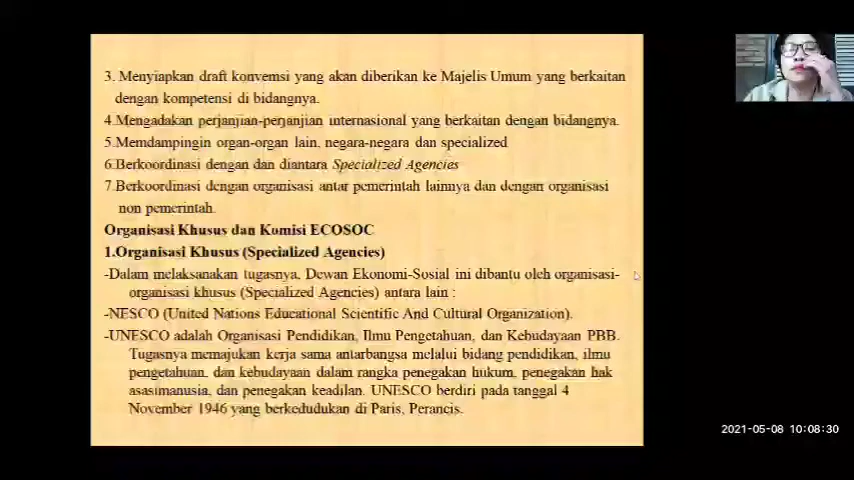 3. Menyiapkan draft konvemsi yang akan diberikan ke Majelis Umum yang berkaitan
dengan kompetensi di bidangnya.
4.Mengadakan perjanjian-perjanjian internasional yang berkaitan dengan bidangnya.
5.Memdampingin organ-organ lain, negara-negara dan specialized
6.Berkoordinasi dengan dan diantara Specialized Agencies
7.Berkoordinasi dengan organisasi antar pemerintah lainnya dan dengan organisasi
non pemerintah.
Organisasi Khusus dan Komisi ECOSOC
1.Organisasi Khusus (Specialized Agencies)
-Dalam melaksanakan tugasnya, Dewan Ekonomi-Sosial ini dibantu oleh organisasi-
organisasi khusus (Specialized Agencies) antara lain :
-NESCO (United Nations Educational Scientific And Cultural Organization).
-UNESCO adalah Organisasi Pendidikan, Ilmu Pengetahuan, dan Kebudayaan PBB.
Tugasnya memajukan kerja sama antarbangsa melalui bidang pendidikan, ilmu
pengetahuan, dan kebudayaan dalam rangka penegakan hukum, penegakan hak
asasimanusia, dan penegakan keadilan. UNESCO berdiri pada tanggal 4
November 1946 yang berkedudukan di Paris, Perancis.
2021-05-08 10:08:30